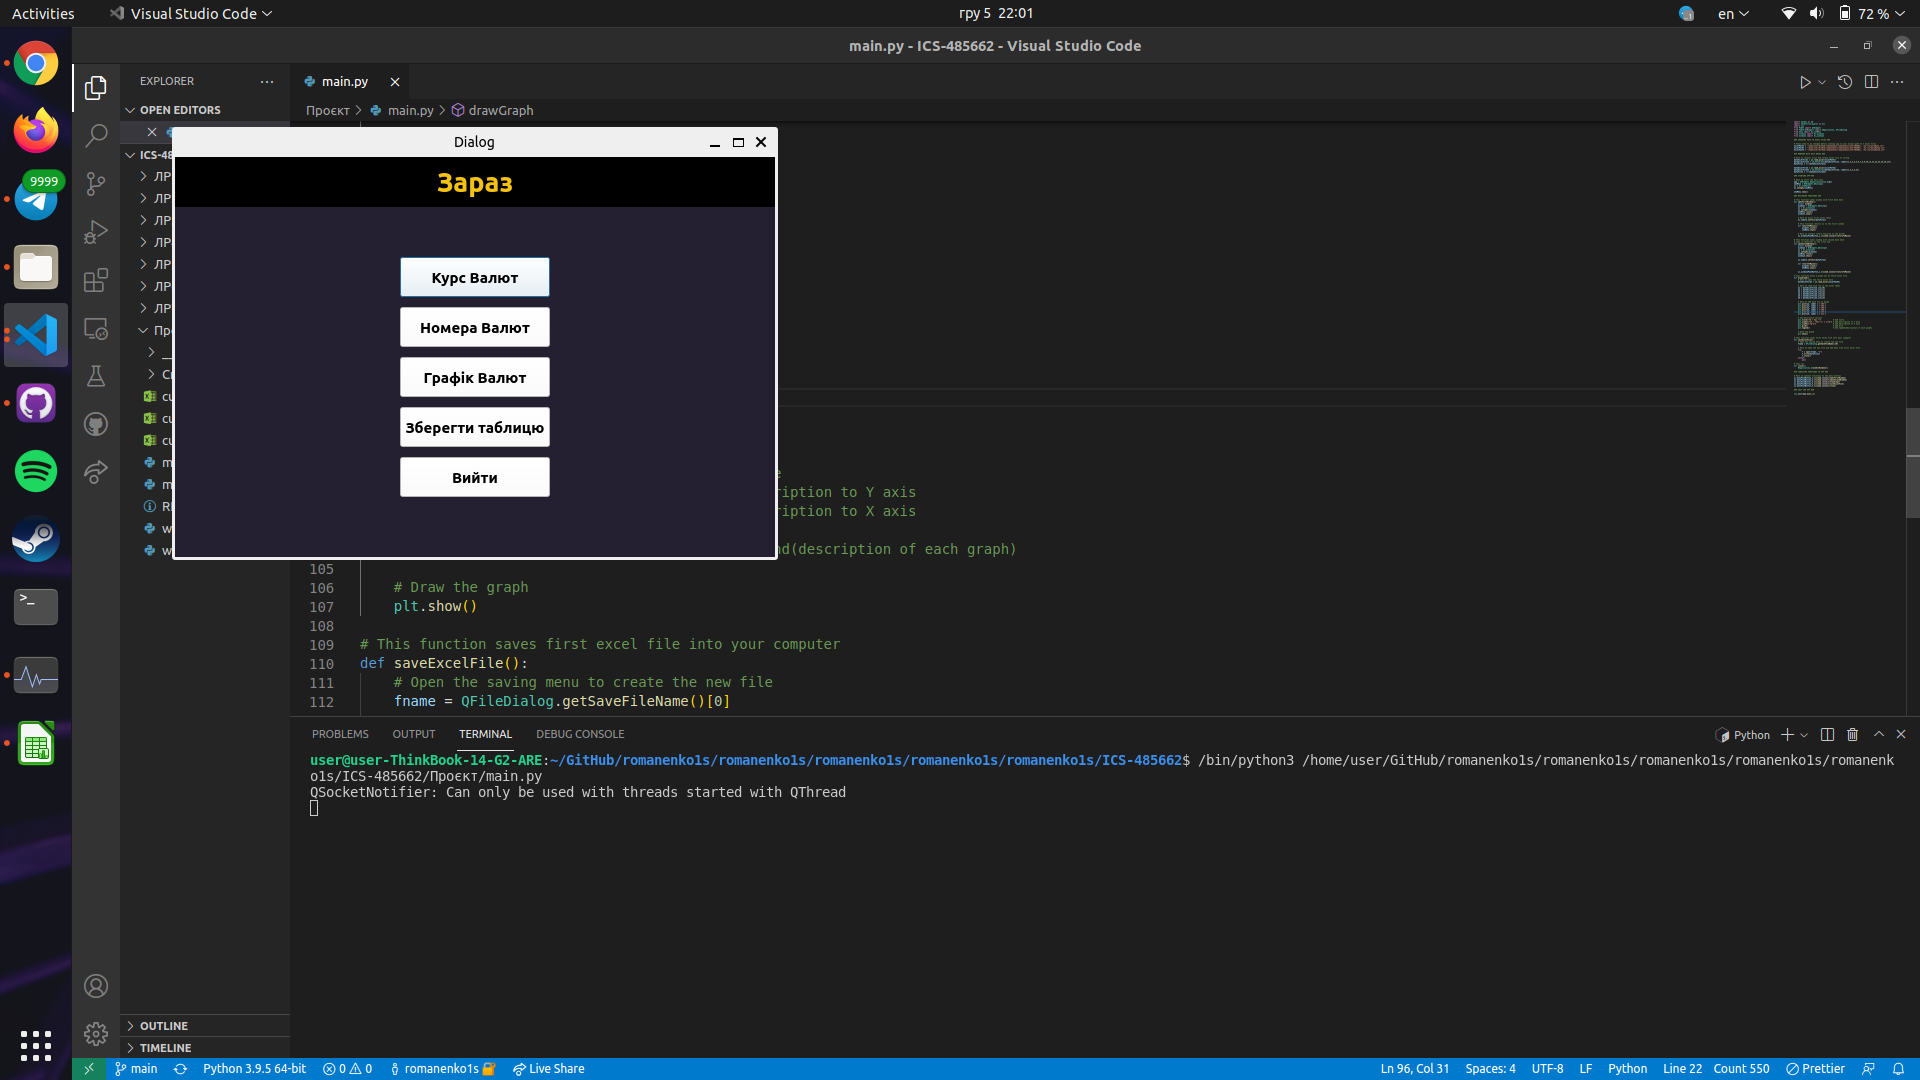 Activities Visual Studio Code гру 5 22:01 en 72 %
main.py - ICS-485662 - Visual Studio Code
EXPLORER
main.py
OPEN EDITORS
Проєкт > main.py > drawGraph
ICS-48
ЛР
ЛР
ЛР
ЛР
ЛР
ЛР
ЛР
Про
9999
Dialog
Зараз
Курс Валют
Номера Валют
Графік Валют
Зберегти таблицю
Вийти
ription to Y axis
ription to X axis
nd(description of each graph)
105
106 # Draw the graph
107 plt.show()
108
109 # This function saves first excel file into your computer
110 def saveExcelFile():
111 # Open the saving menu to create the new file
112 fname = QFileDialog.getSaveFileName()[0]
PROBLEMS OUTPUT TERMINAL DEBUG CONSOLE Python
user@user-ThinkBook-14-G2-ARE:~/GitHub/romanenko1s/romanenko1s/romanenko1s/romanenko1s/romanenko1s/ICS-485662$ /bin/python3 /home/user/GitHub/romanenko1s/romanenko1s/romanenko1s/romanenko1s/romanenk
o1s/ICS-485662/Проєкт/main.py
QSocketNotifier: Can only be used with threads started with QThread
OUTLINE
TIMELINE
main Python 3.9.5 64-bit 0 0 romanenko1s Live Share Ln 96, Col 31 Spaces: 4 UTF-8 LF Python Line 22 Count 550 Prettier